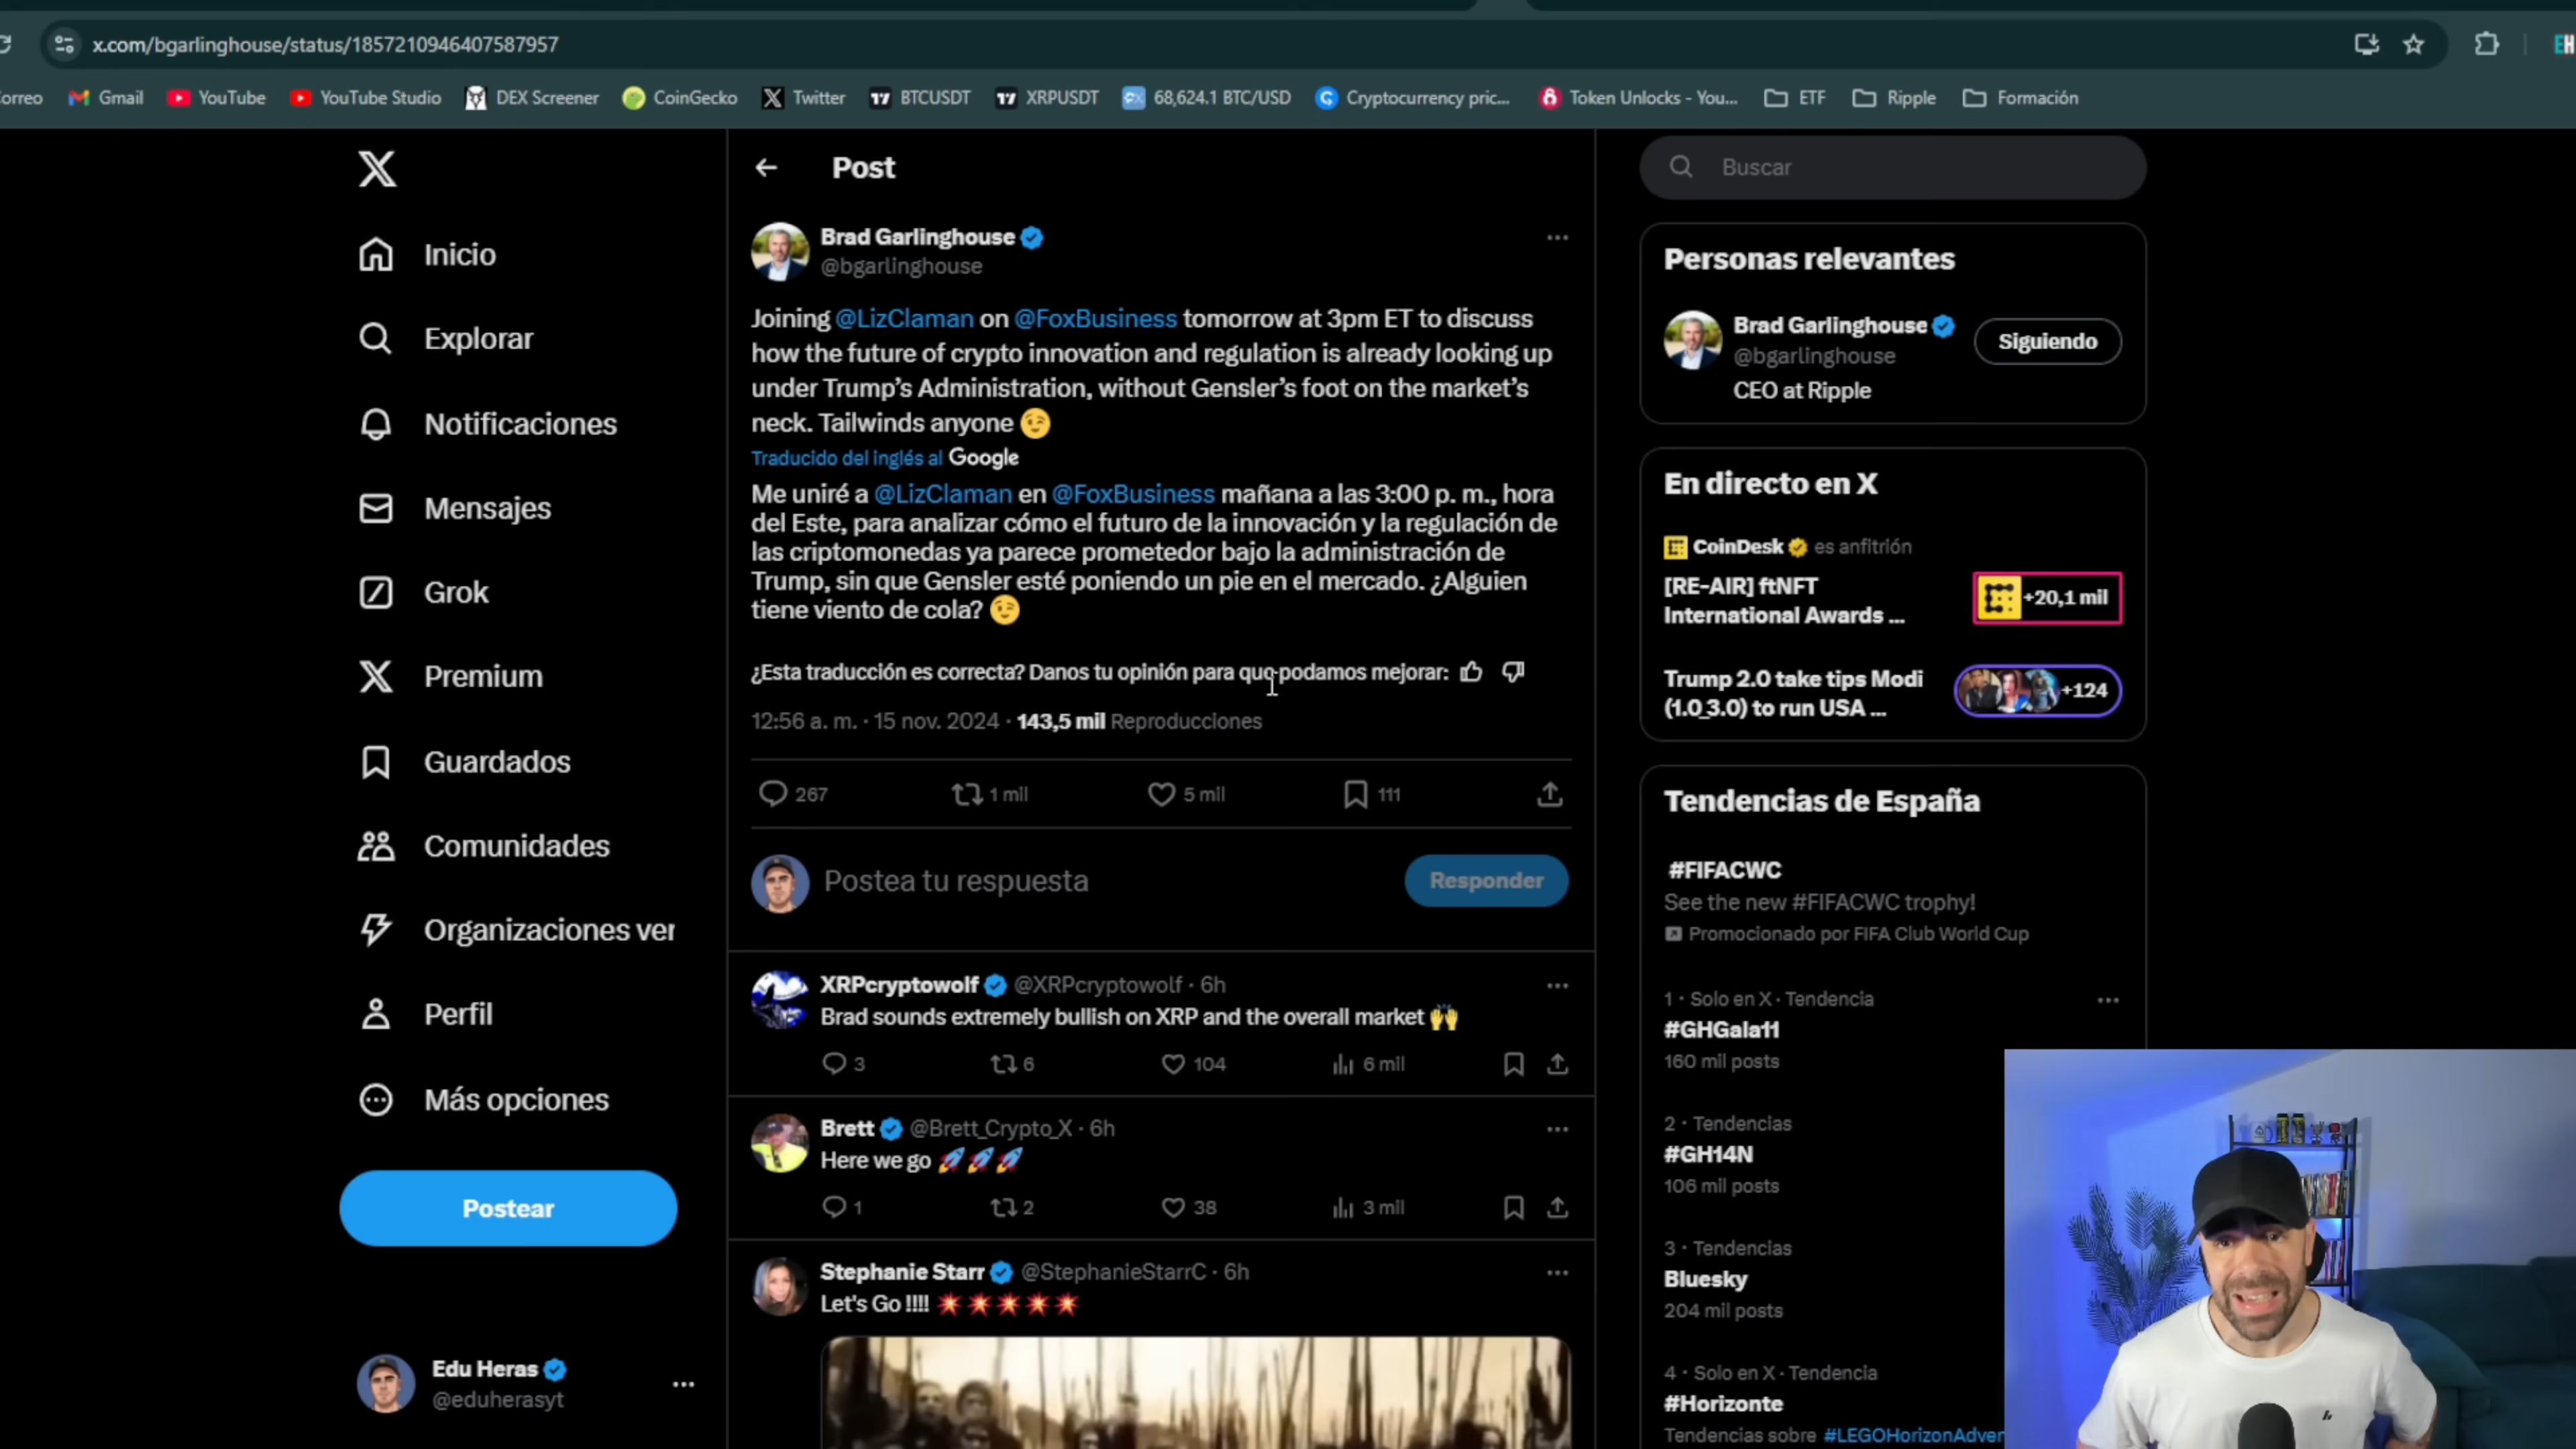 x.com/bgarlinghouse/status/1857210946407587957
orreo
Gmail
YouTube
YouTube Studio
DEX Screener
CoinGecko
Twitter
BTCUSDT
XRPUSDT
68,624.1 BTC/USD
Cryptocurrency pric...
Token Unlocks - You...
ETF
Ripple
Formación
Inicio
Explorar
Notificaciones
Mensajes
Grok
Premium
Guardados
Comunidades
Organizaciones ver
Perfil
Más opciones
Postear
Edu Heras
@eduherasyt
Post
Brad Garlinghouse
@bgarlinghouse
Joining @LizClaman on @FoxBusiness tomorrow at 3pm ET to discuss
how the future of crypto innovation and regulation is already looking up
under Trump's Administration, without Gensler's foot on the market's
neck. Tailwinds anyone 😉
Traducido del inglés al Google
Me uniré a @LizClaman en @FoxBusiness mañana a las 3:00 p. m., hora
del Este, para analizar cómo el futuro de la innovación y la regulación de
las criptomonedas ya parece prometedor bajo la administración de
Trump, sin que Gensler esté poniendo un pie en el mercado. ¿Alguien
tiene viento de cola? 😉
¿Esta traducción es correcta? Danos tu opinión para que podamos mejorar:
12:56 a. m. · 15 nov. 2024 · 143,5 mil Reproducciones
267 1 mil 5 mil 111
Postea tu respuesta
Responder
XRPcryptowolf @XRPcryptowolf · 6h
Brad sounds extremely bullish on XRP and the overall market 🙌
3 6 104 6 mil
Brett @Brett_Crypto_X · 6h
Here we go 🚀🚀🚀
1 2 38 3 mil
Stephanie Starr @StephanieStarrC · 6h
Let's Go !!!! 💥💥💥💥💥
Buscar
Personas relevantes
Brad Garlinghouse
@bgarlinghouse
Siguiendo
CEO at Ripple
En directo en X
CoinDesk es anfitrión
[RE-AIR] ftNFT
International Awards ...
+20,1 mil
Trump 2.0 take tips Modi
(1.0_3.0) to run USA ...
+124
Tendencias de España
#FIFACWC
See the new #FIFACWC trophy!
Promocionado por FIFA Club World Cup
1 · Solo en X · Tendencia
#GHGala11
160 mil posts
2 · Tendencias
#GH14N
106 mil posts
3 · Tendencias
Bluesky
204 mil posts
4 · Solo en X · Tendencia
#Horizonte
Tendencias sobre #LEGOHorizonAdven